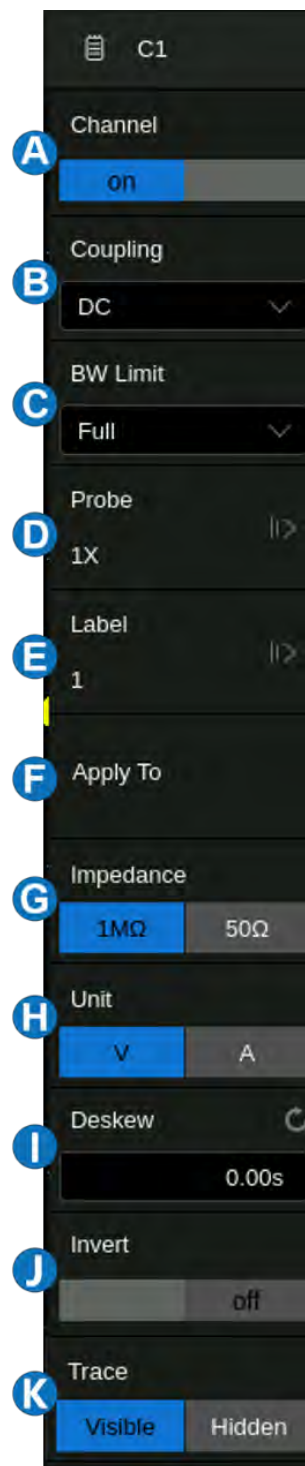 C1
Channel
A
on
Coupling
B
DC
BW Limit
C
Full
Probe
D
1X
Label
E
1
F Apply To
Impedance
G
1MΩ 50Ω
Unit
H
V A
Deskew
I
0.00s
Invert
J
off
Trace
K
Visible Hidden